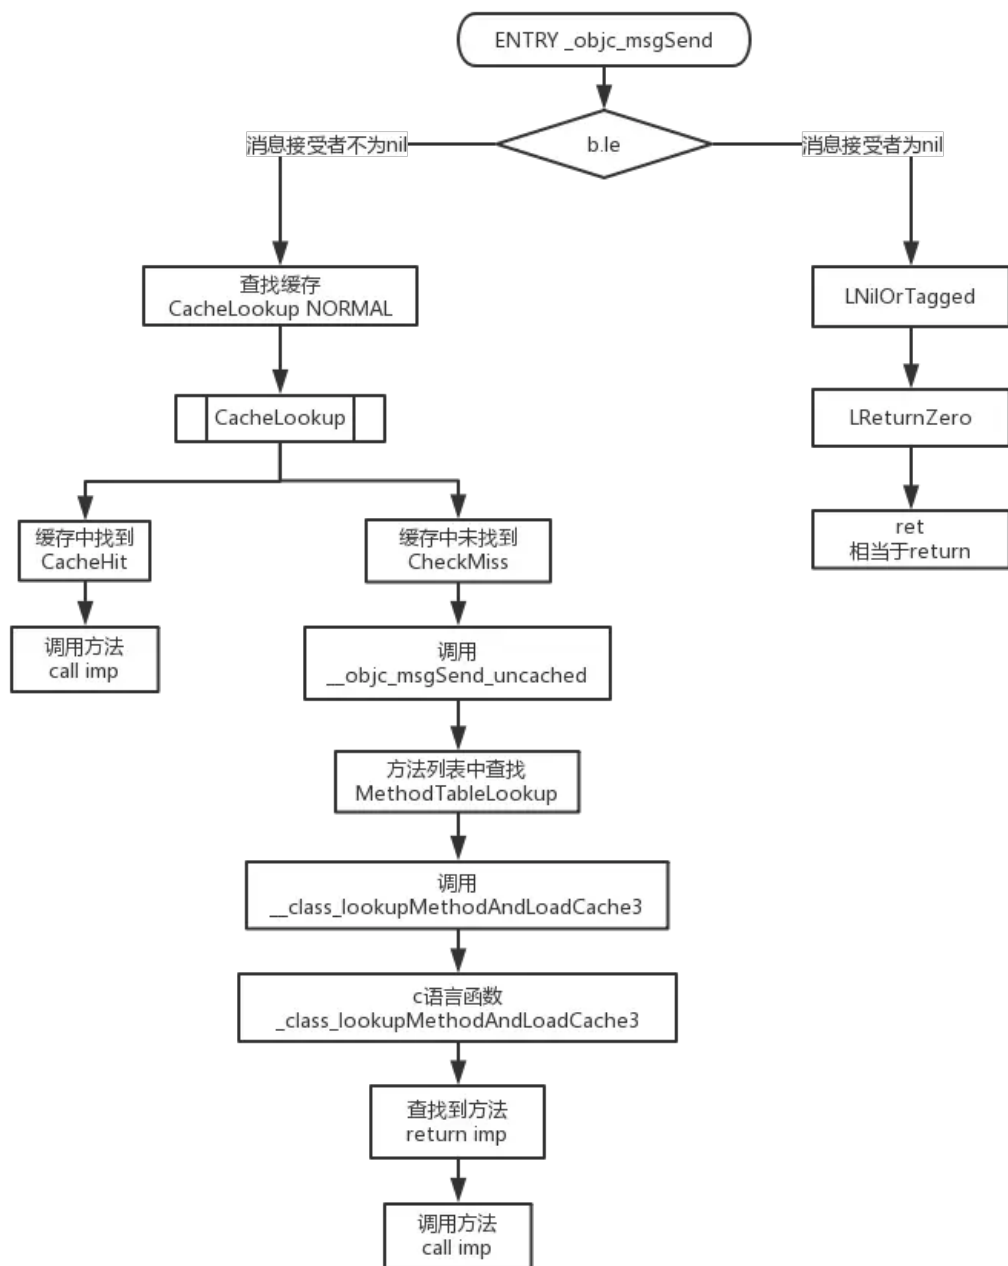 ENTRY _objc_msgSend
b.le
消息接受者不为nil
消息接受者为nil
查找缓存
CacheLookup NORMAL
LNilOrTagged
CacheLookup
LReturnZero
缓存中找到
CacheHit
缓存中未找到
CheckMiss
ret
相当于return
调用方法
call imp
调用
__objc_msgSend_uncached
方法列表中查找
MethodTableLookup
调用
__class_lookupMethodAndLoadCache3
c语言函数
_class_lookupMethodAndLoadCache3
查找到方法
return imp
调用方法
call imp